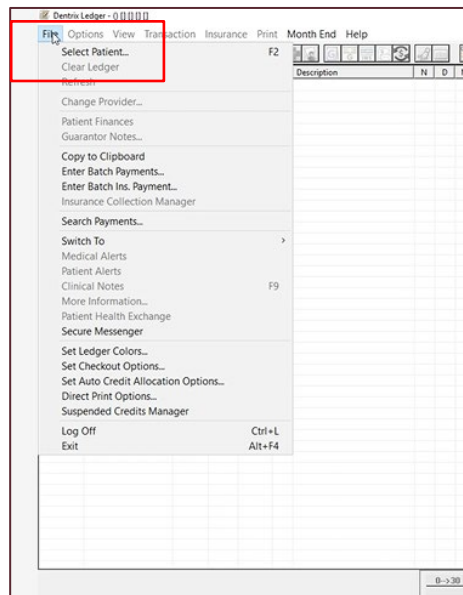 Dentrix Ledger - () [] [] [] []
File Options View Transaction Insurance Print Month End Help
Select Patient... F2
Clear Ledger
Refresh
Description N D
Change Provider...
Patient Finances
Guarantor Notes...
Copy to Clipboard
Enter Batch Payments...
Enter Batch Ins. Payment...
Insurance Collection Manager
Search Payments...
Switch To >
Medical Alerts
Patient Alerts
Clinical Notes F9
More Information...
Patient Health Exchange
Secure Messenger
Set Ledger Colors...
Set Checkout Options...
Set Auto Credit Allocation Options...
Direct Print Options...
Suspended Credits Manager
Log Off Ctrl+L
Exit Alt+F4
0-->30